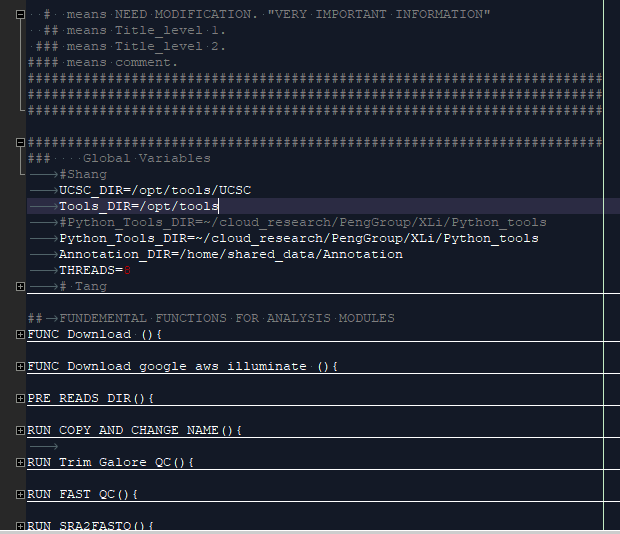 # means NEED MODIFICATION. "VERY IMPORTANT INFORMATION"
## means Title_level 1.
### means Title_level 2.
#### means comment.
########################################################################
########################################################################
########################################################################
########################################################################
### Global Variables
#Shang
UCSC_DIR=/opt/tools/UCSC
Tools_DIR=/opt/tools
#Python_Tools_DIR=~/cloud_research/PengGroup/XLi/Python_tools
Python_Tools_DIR=~/cloud_research/PengGroup/XLi/Python_tools
Annotation_DIR=/home/shared_data/Annotation
THREADS=
# Tang
## FUNDEMENTAL FUNCTIONS FOR ANALYSIS MODULES
FUNC_Download (){
FUNC_Download_google_aws_illuminate (){
PRE_READS_DIR(){
RUN_COPY_AND_CHANGE_NAME(){
RUN_Trim_Galore_QC(){
RUN_FAST_QC(){
RUN_SRA2FASTQ(){